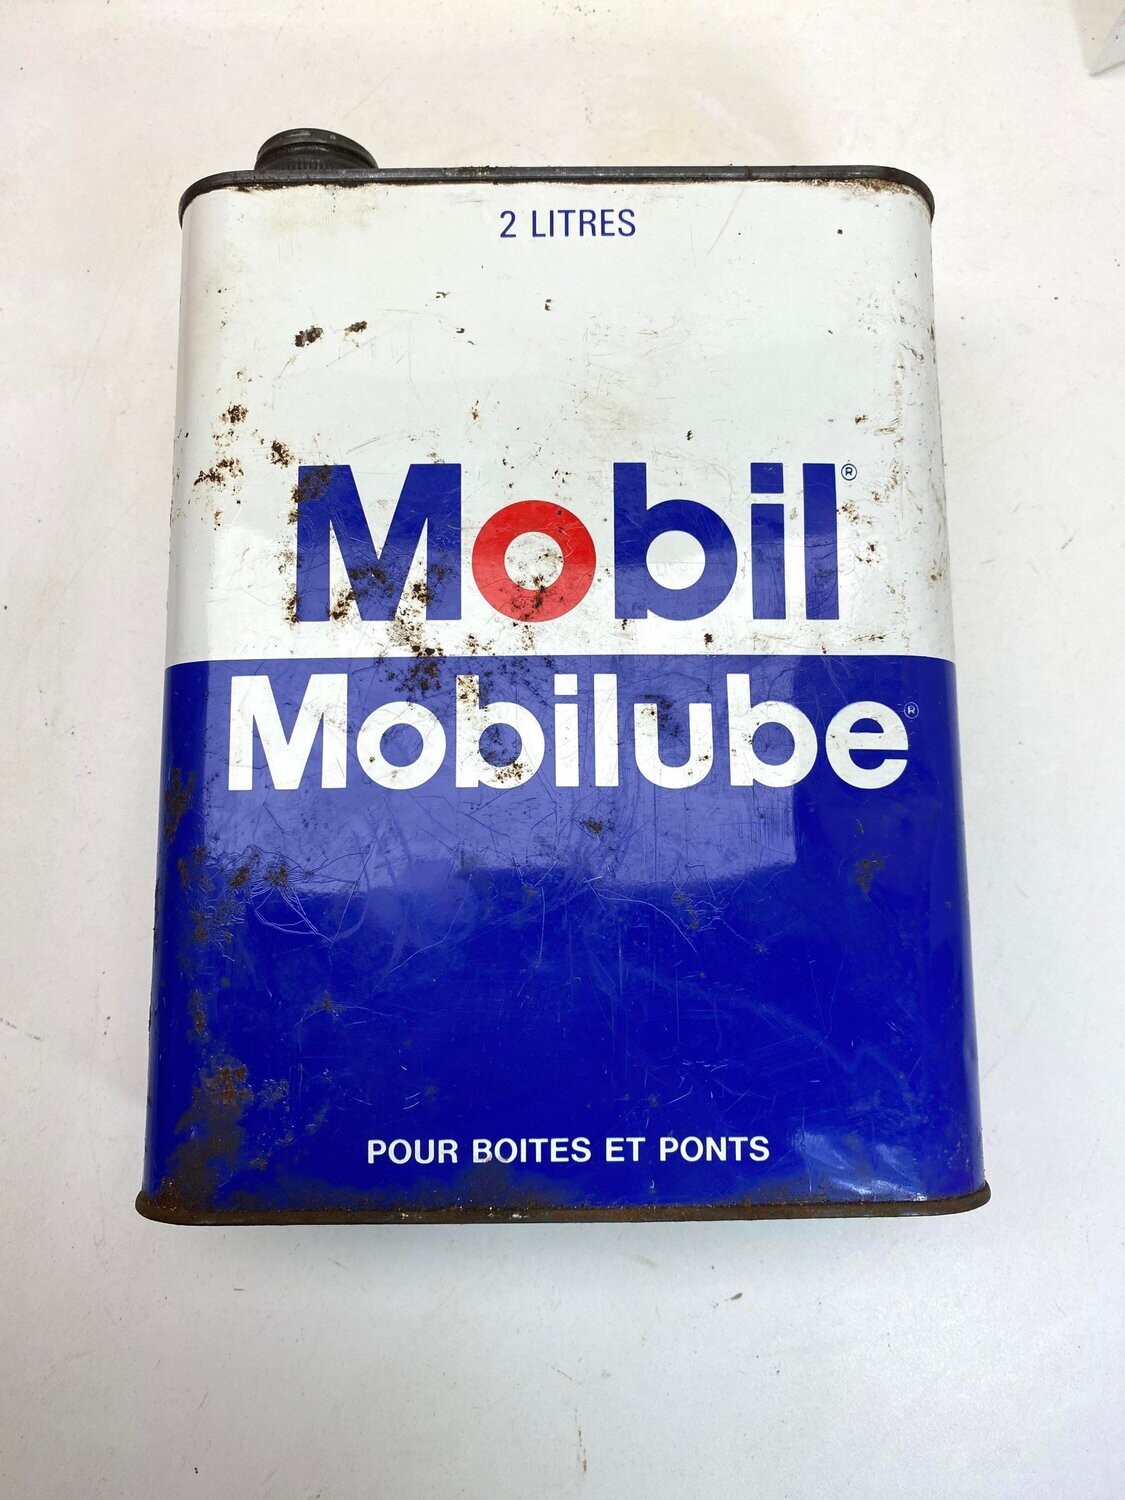 2 LITRES
Mobil®
Mobilube®
POUR BOITES ET PONTS